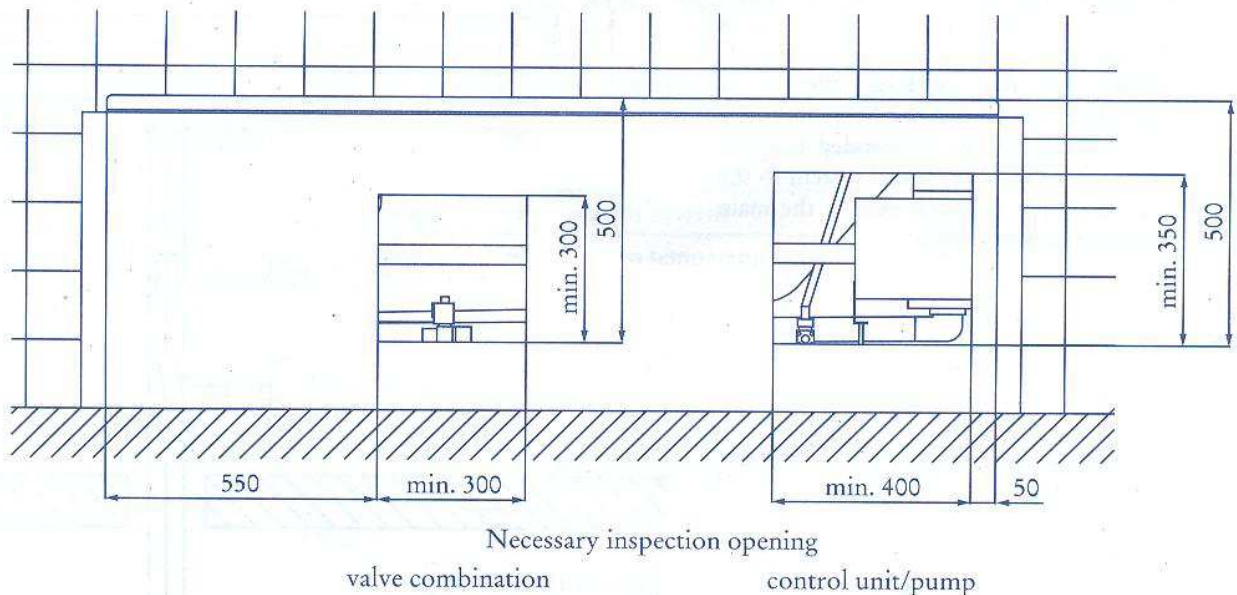 min. 300
500
min. 350
500
550
min. 300
min. 400
50
Necessary inspection opening
valve combination
control unit/pump